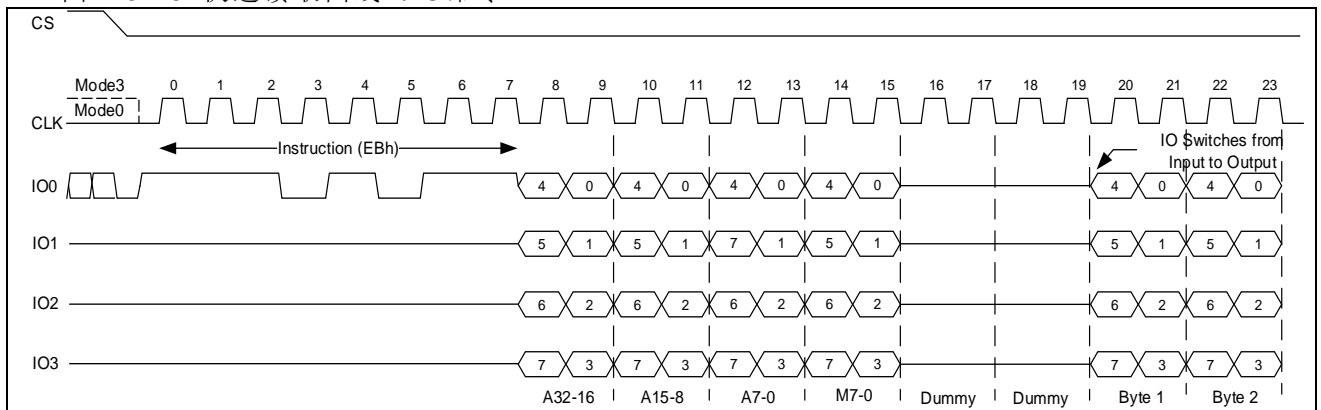 CS
Mode3 0 1 2 3 4 5 6 7 8 9 10 11 12 13 14 15 16 17 18 19 20 21 22 23
Mode0
CLK
Instruction (EBh)
IO Switches from
Input to Output
IO0 4 0 4 0 4 0 4 0 4 0 4 0
IO1 5 1 5 1 7 1 5 1 5 1 5 1
IO2 6 2 6 2 6 2 6 2 6 2 6 2
IO3 7 3 7 3 7 3 7 3 7 3 7 3
A32-16 A15-8 A7-0 M7-0 Dummy Dummy Byte 1 Byte 2